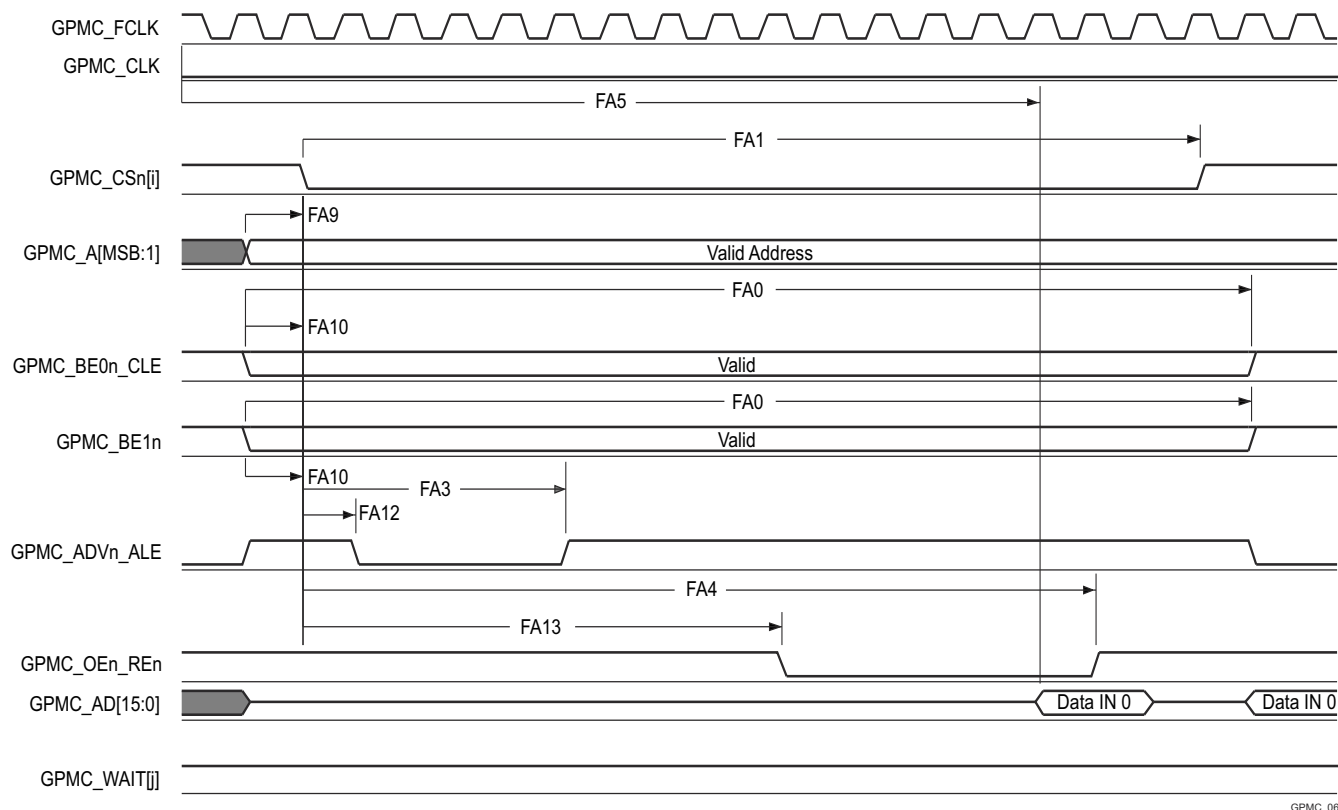 GPMC_FCLK
GPMC_CLK
FA5
FA1
GPMC_CSn[i]
FA9
GPMC_A[MSB:1]
Valid Address
FA0
FA10
GPMC_BE0n_CLE
Valid
FA0
GPMC_BE1n
Valid
FA10
FA3
FA12
GPMC_ADVn_ALE
FA4
FA13
GPMC_OEn_REn
GPMC_AD[15:0]
Data IN 0
Data IN 0
GPMC_WAIT[j]
GPMC_06